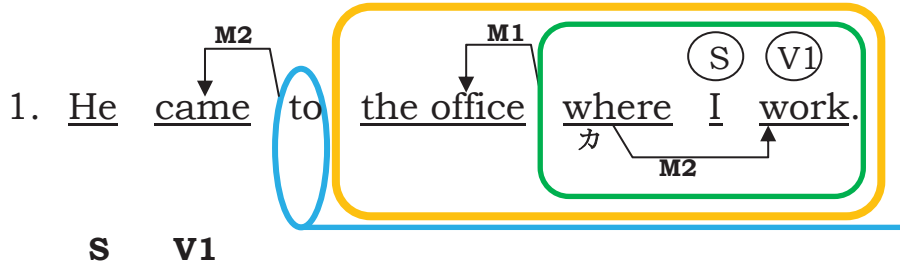 M2 M1 S V1
1. He came to the office where I work.
カ
M2
S V1